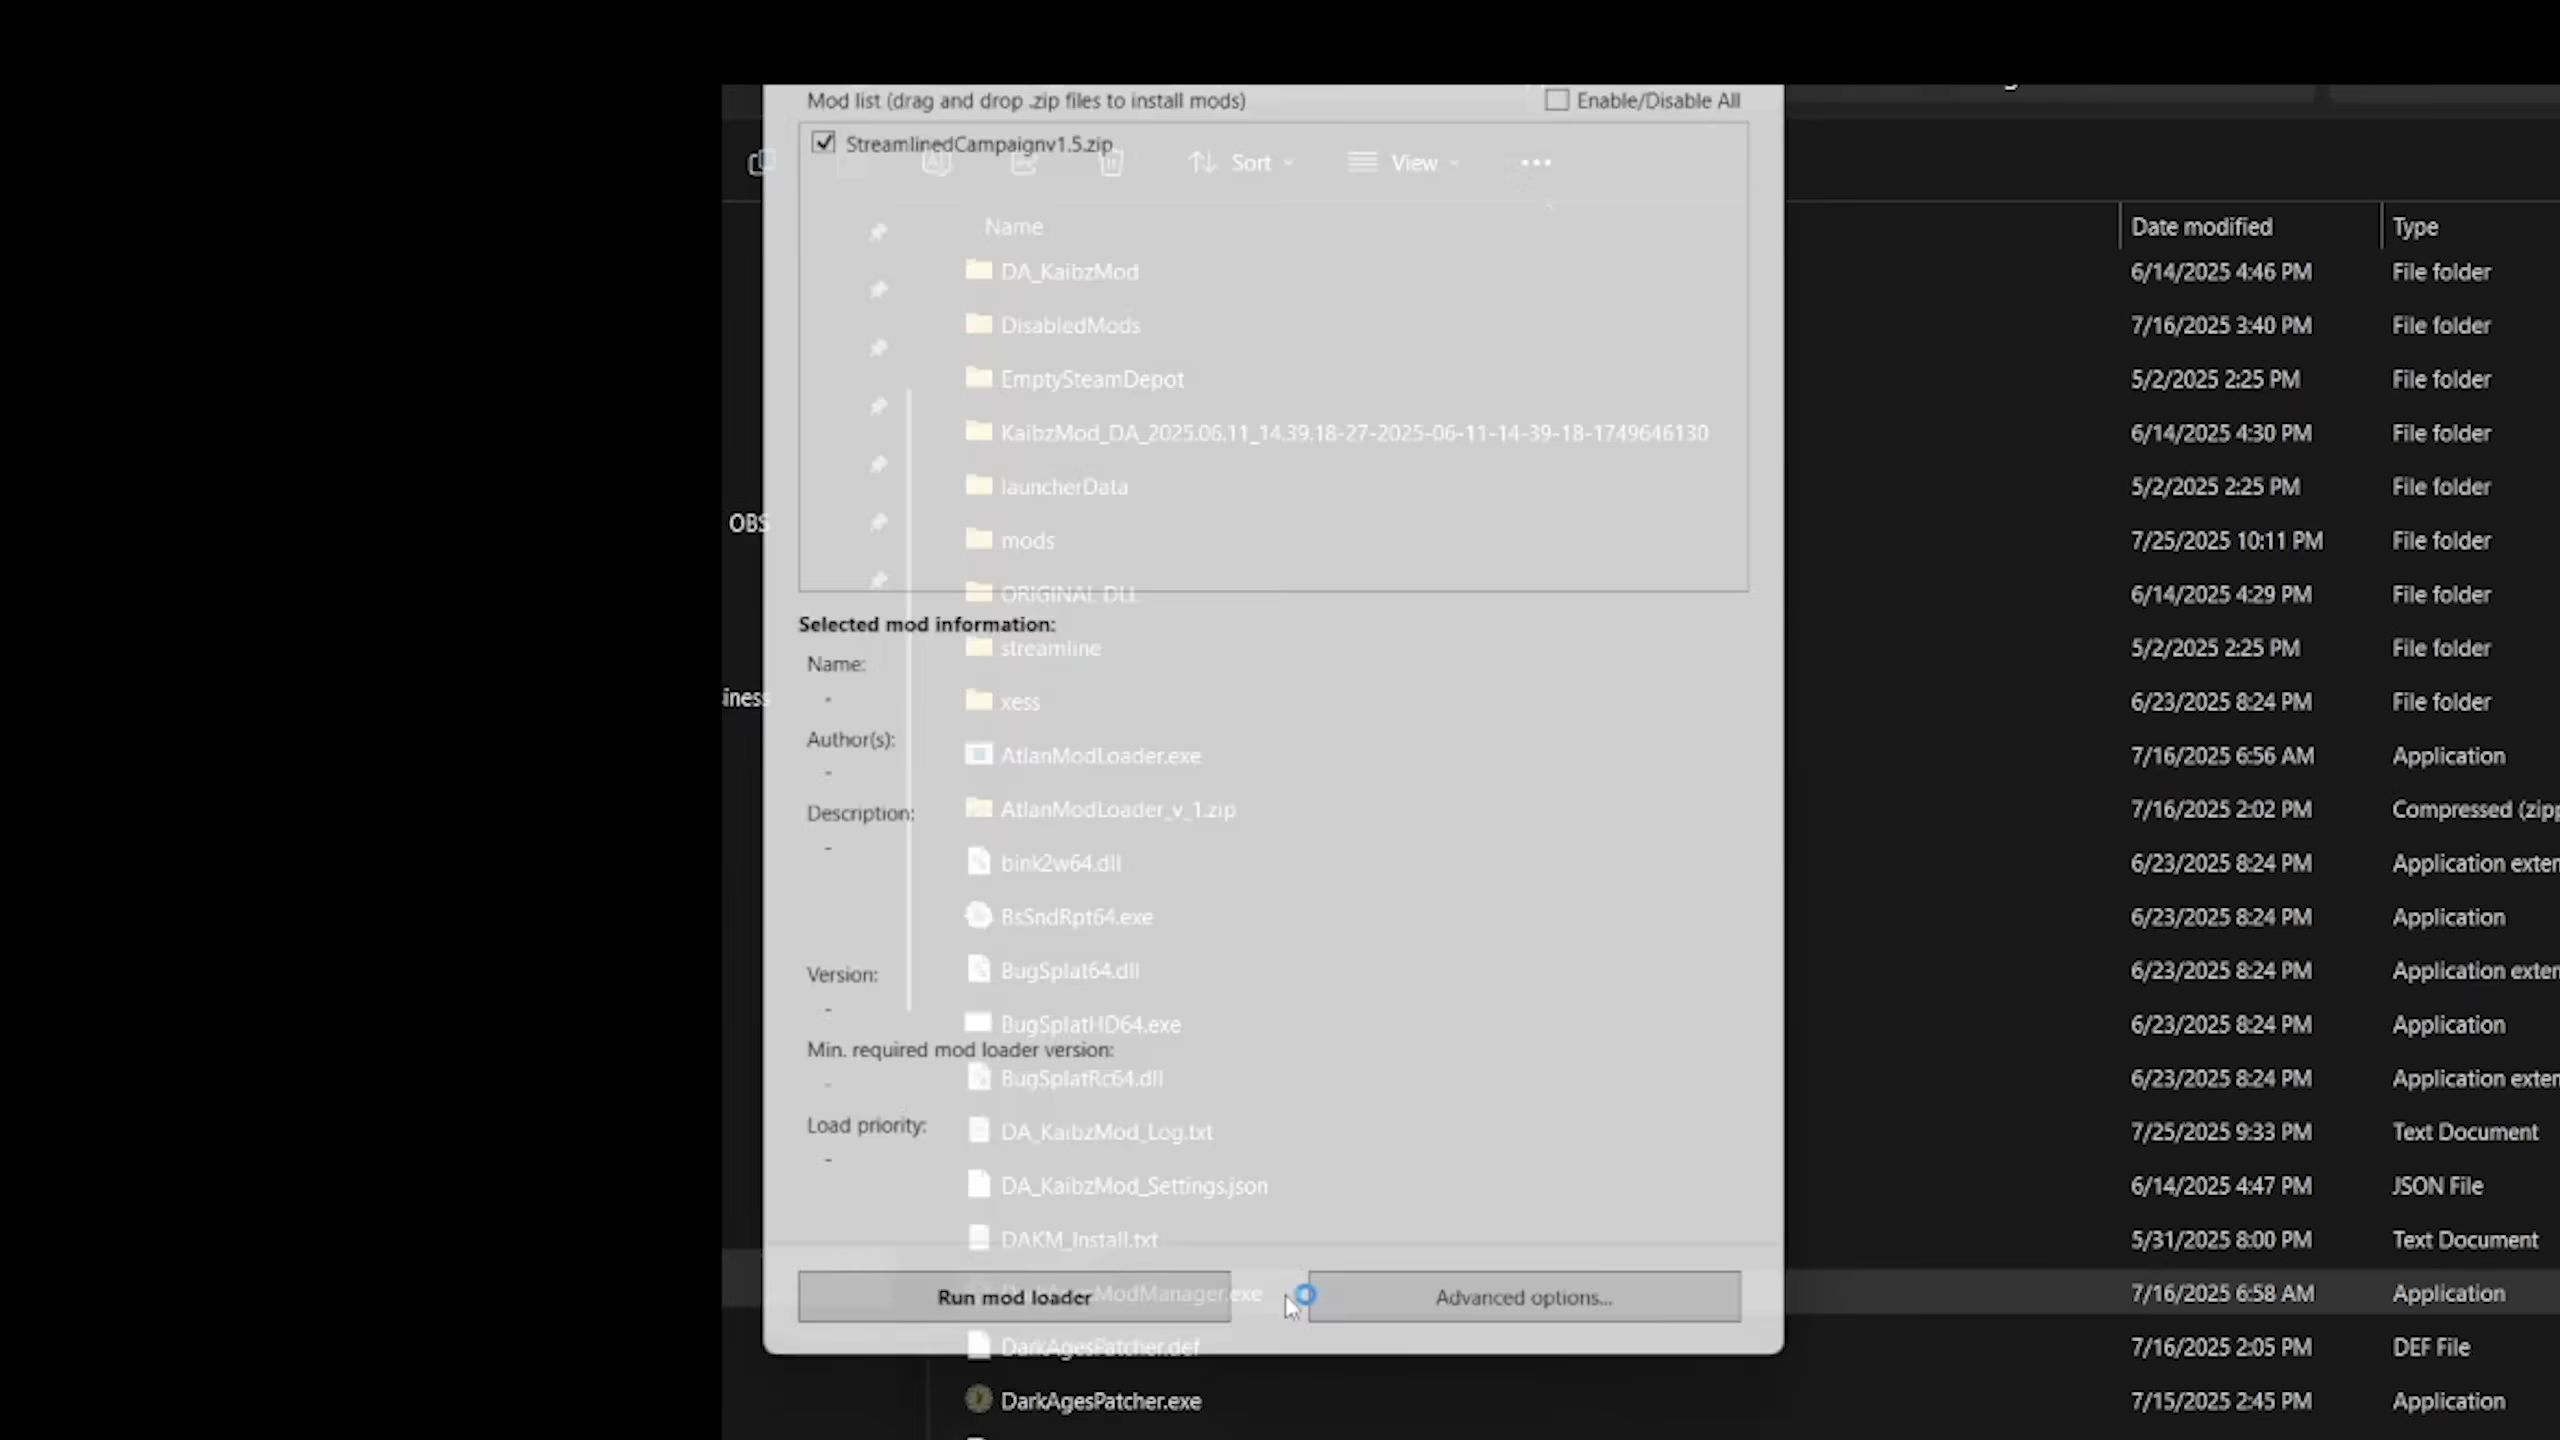 Mod list (drag and drop .zip files to install mods) Enable/Disable All
StreamlinedCampaignv1.5.zip
Sort View
Name Date modified Type
DA_KaibzMod 6/14/2025 4:46 PM File folder
DisabledMods 7/16/2025 3:40 PM File folder
EmptySteamDepot 5/2/2025 2:25 PM File folder
KaibzMod_DA_2025.06.11_14.39.18-27-2025-06-11-14-39-18-1749646130 6/14/2025 4:30 PM File folder
launcherData 5/2/2025 2:25 PM File folder
OBS
mods 7/25/2025 10:11 PM File folder
ORIGINAL DLL 6/14/2025 4:29 PM File folder
Selected mod information:
streamline 5/2/2025 2:25 PM File folder
Name:
-
iness
xess 6/23/2025 8:24 PM File folder
Author(s):
-
AtlanModLoader.exe 7/16/2025 6:56 AM Application
AtlanModLoader_v_1.zip 7/16/2025 2:02 PM Compressed (zipp
Description:
-
bink2w64.dll 6/23/2025 8:24 PM Application exten
BsSndRpt64.exe 6/23/2025 8:24 PM Application
BugSplat64.dll 6/23/2025 8:24 PM Application exten
Version:
-
BugSplatHD64.exe 6/23/2025 8:24 PM Application
Min. required mod loader version:
-
BugSplatRc64.dll 6/23/2025 8:24 PM Application exten
Load priority:
-
DA_KaibzMod_Log.txt 7/25/2025 9:33 PM Text Document
DA_KaibzMod_Settings.json 6/14/2025 4:47 PM JSON File
DAKM_Install.txt 5/31/2025 8:00 PM Text Document
Run mod loader ModManager.exe Advanced options... 7/16/2025 6:58 AM Application
DarkAgesPatcher.def 7/16/2025 2:05 PM DEF File
DarkAgesPatcher.exe 7/15/2025 2:45 PM Application